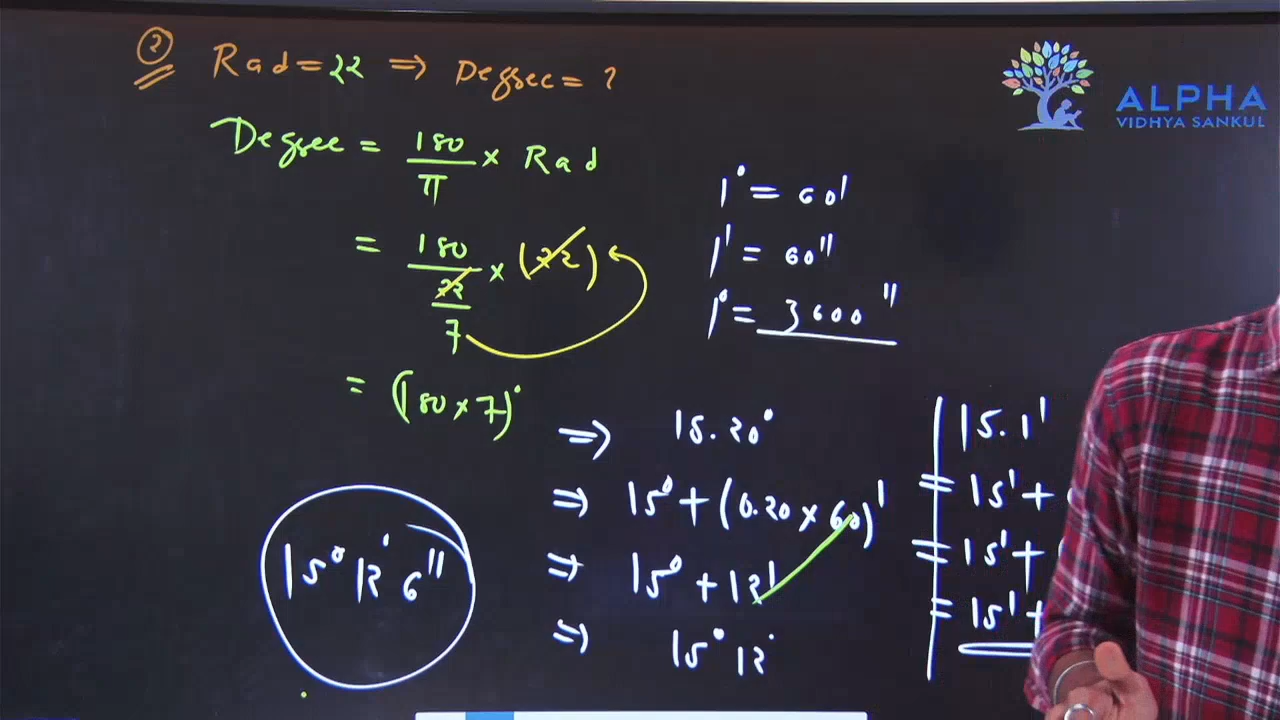 ② Rad = 22 ⇒ Degree = ?
Degree = 180/π × Rad
= 180/(22/7) × (22)
= (180 × 7)°
1° = 60'
1' = 60"
1° = 3600"
⇒ 15.20°
⇒ 15° + (0.20 × 60)'
⇒ 15° + 12'
⇒ 15° 12'
15.1'
= 15' +
= 15' +
= 15' +
15° 12' 6"
ALPHA
VIDHYA SANKUL